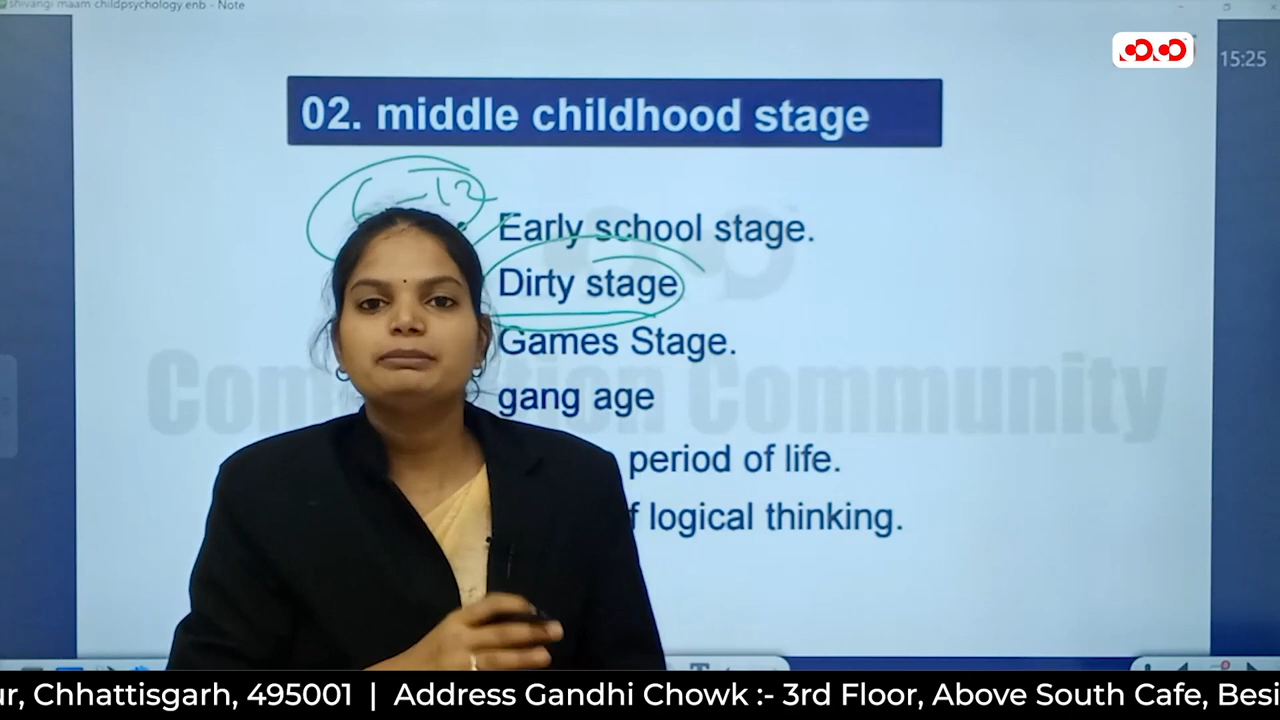 shivangi maam childpsychology.enb - Note
15:25
02. middle childhood stage
6-12
Early school stage.
Dirty stage
Games Stage.
gang age
period of life.
f logical thinking.
Community
ur, Chhattisgarh, 495001 | Address Gandhi Chowk :- 3rd Floor, Above South Cafe, Besi